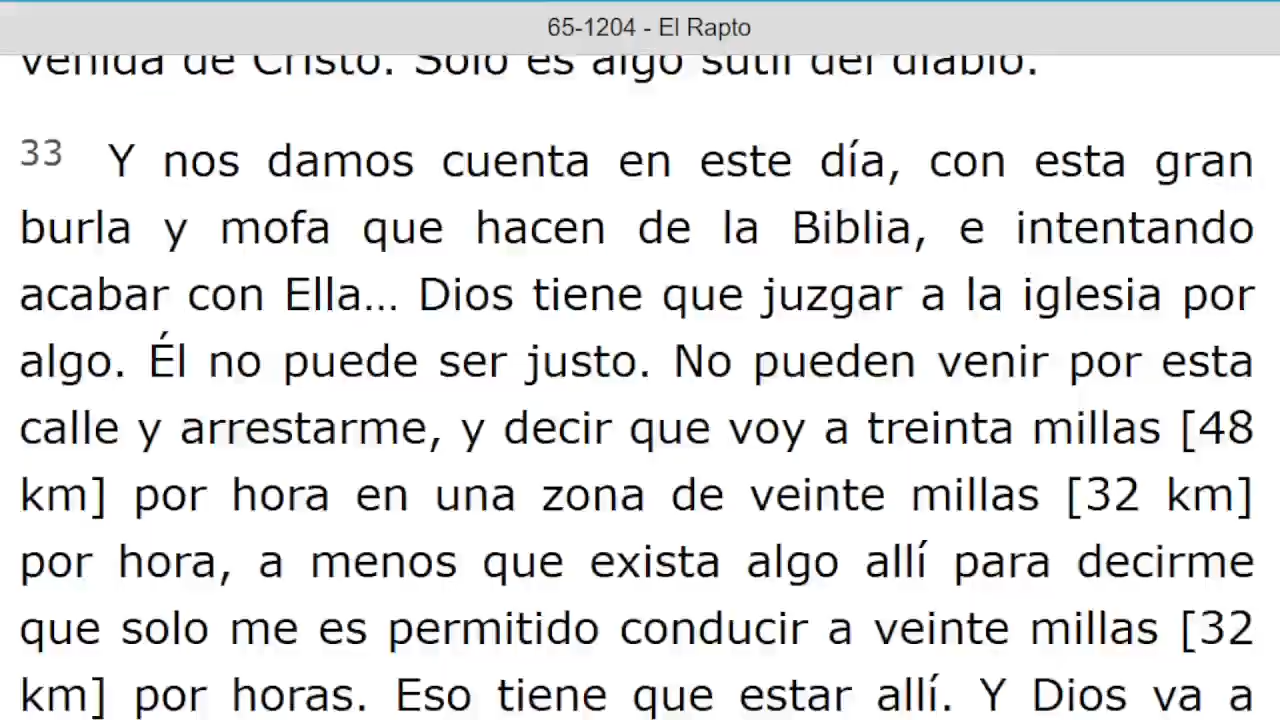 65-1204 - El Rapto
venida de Cristo. Solo es algo sutil del diablo.
33 Y nos damos cuenta en este día, con esta gran
burla y mofa que hacen de la Biblia, e intentando
acabar con Ella... Dios tiene que juzgar a la iglesia por
algo. Él no puede ser justo. No pueden venir por esta
calle y arrestarme, y decir que voy a treinta millas [48
km] por hora en una zona de veinte millas [32 km]
por hora, a menos que exista algo allí para decirme
que solo me es permitido conducir a veinte millas [32
km] por horas. Eso tiene que estar allí. Y Dios va a